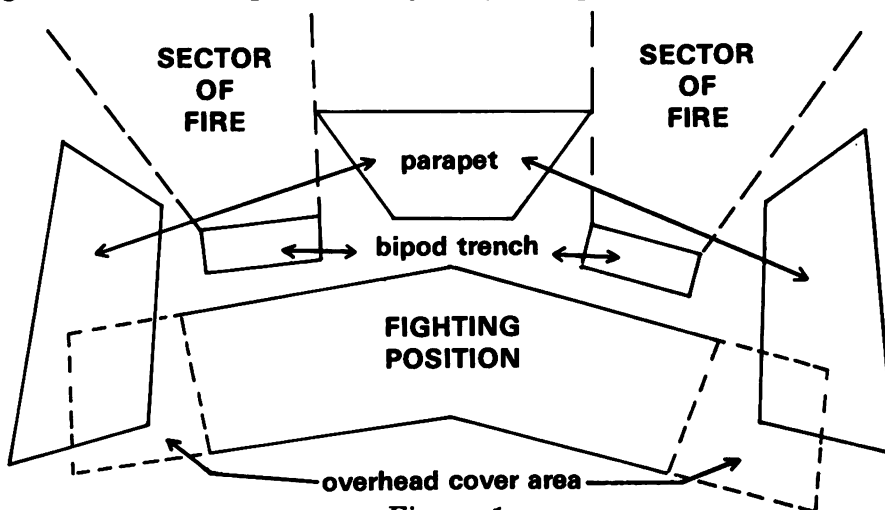 SECTOR
OF
FIRE
SECTOR
OF
FIRE
parapet
bipod trench
FIGHTING
POSITION
overhead cover area